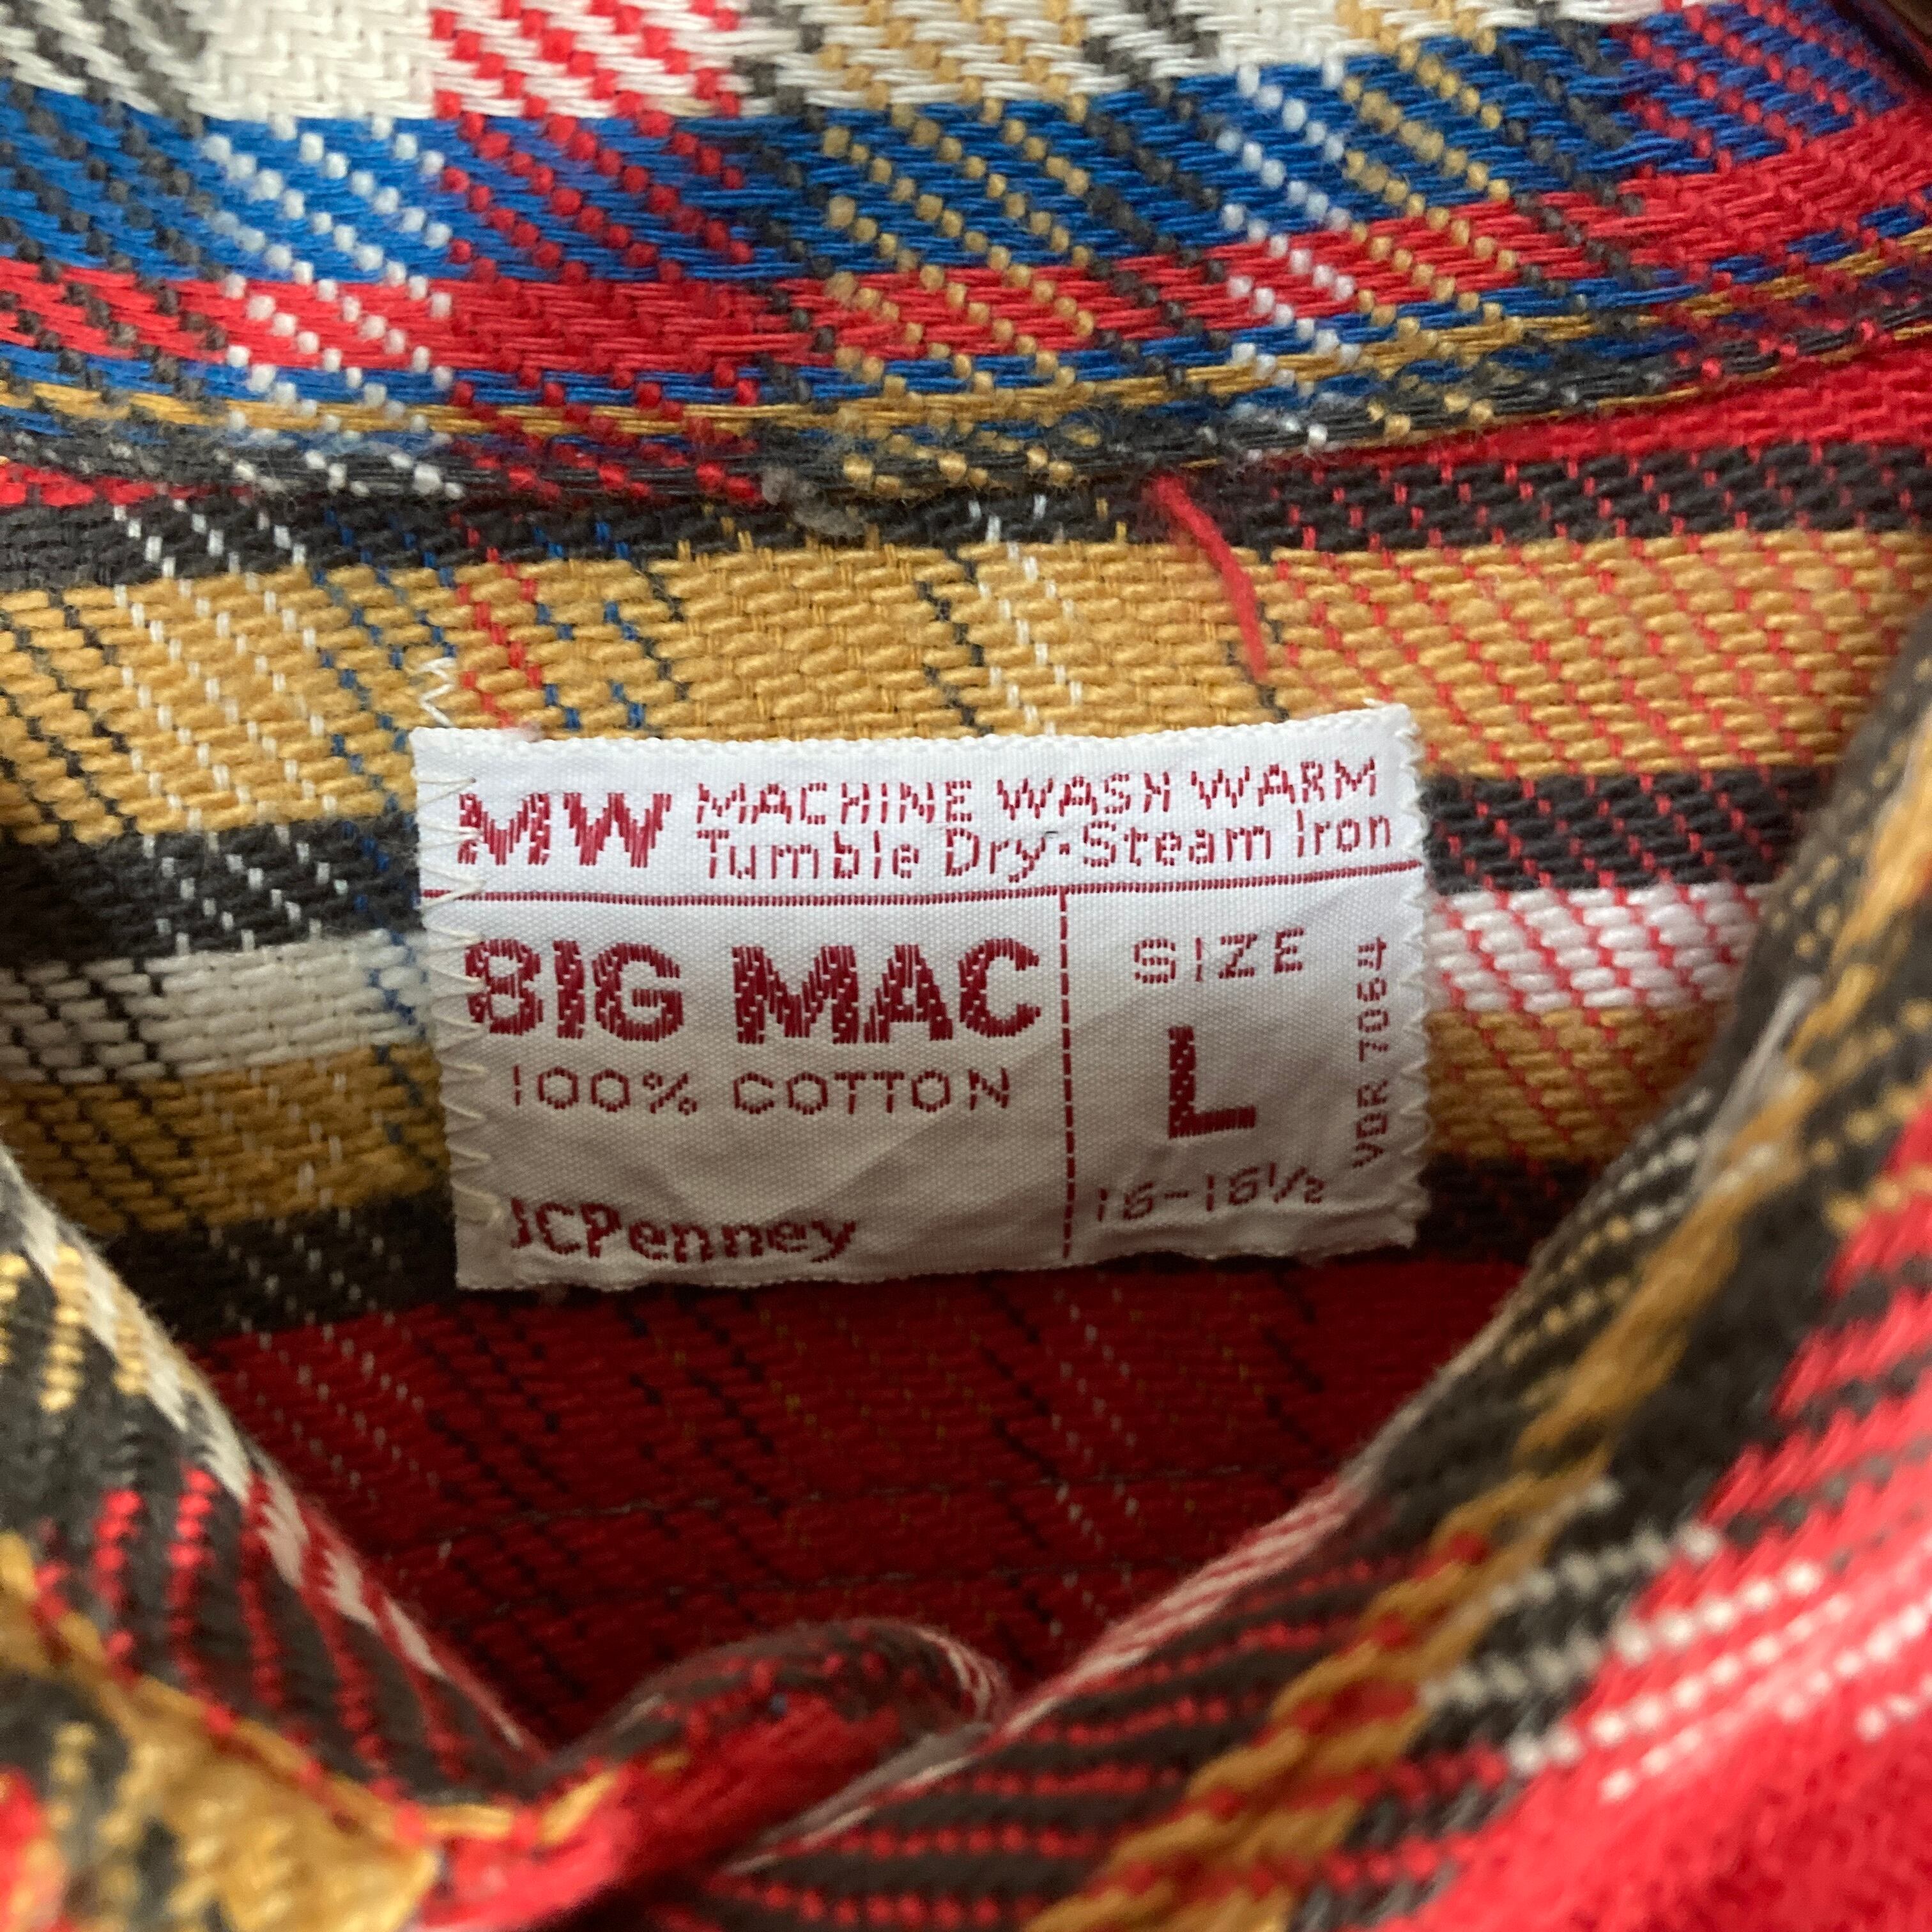 MW MACHINE WASH WARM
Tumble Dry-Steam Iron
BIG MAC
100% COTTON
JCPenney
SIZE
L
16-16½
VDR 7064